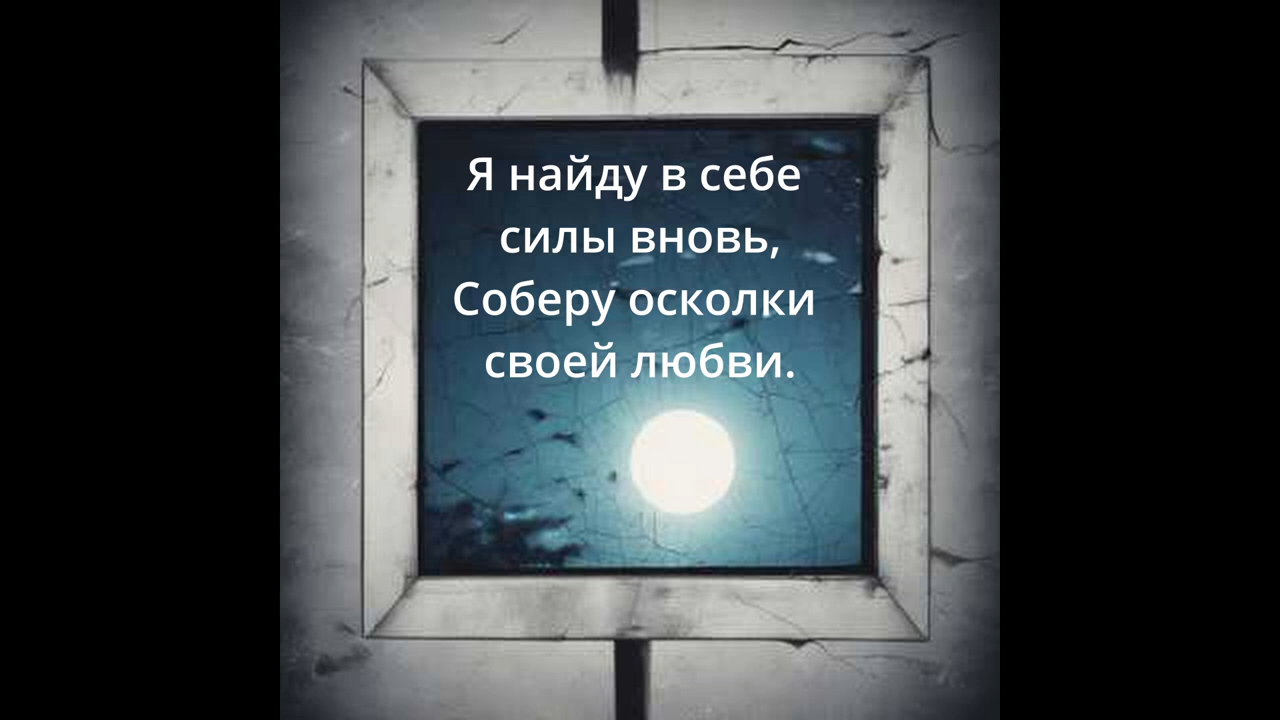 Я найду в себе
силы вновь,
Соберу осколки
своей любви.